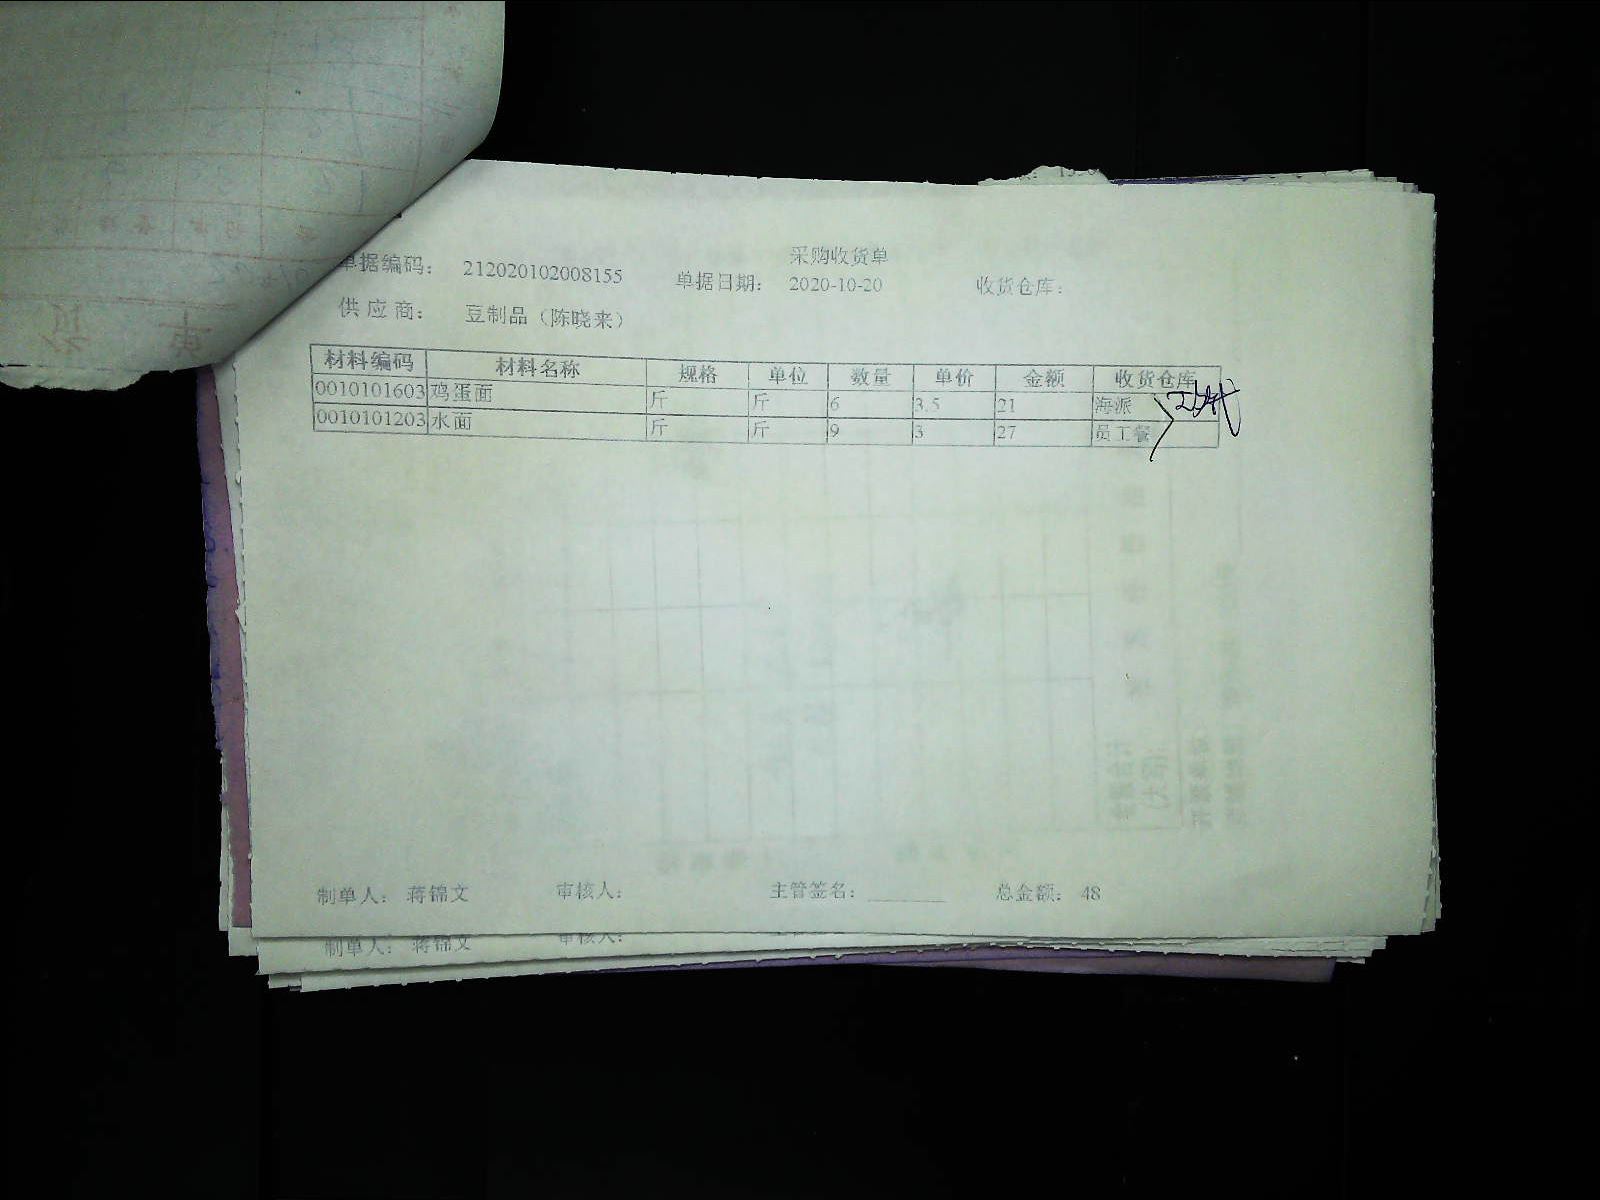 采购收货单
单据编码： 212020102008155 单据日期： 2020-10-20 收货仓库：
供应商： 豆制品（陈晓来）
材料编码 材料名称 规格 单位 数量 单价 金额 收货仓库
0010101603 鸡蛋面 斤 斤 6 3.5 21 海派
0010101203 水面 斤 斤 9 3 27 员工餐
制单人： 蒋锦文 审核人： 主管签名： 总金额： 48
制单人： 蒋锦文 审核人：